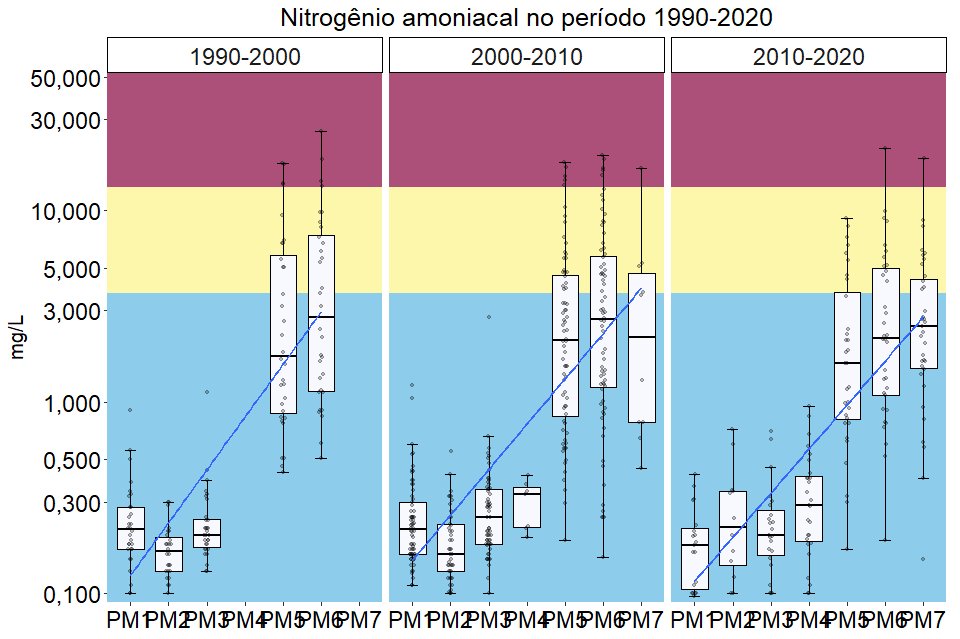 Nitrogênio amoniacal no período 1990-2020
1990-2000
2000-2010
2010-2020
50,000
30,000
10,000
5,000
3,000
1,000
0,500
0,300
0,100
mg/L
PM1 PM2 PM3 PM4 PM5 PM6 PM7
PM1 PM2 PM3 PM4 PM5 PM6 PM7
PM1 PM2 PM3 PM4 PM5 PM6 PM7